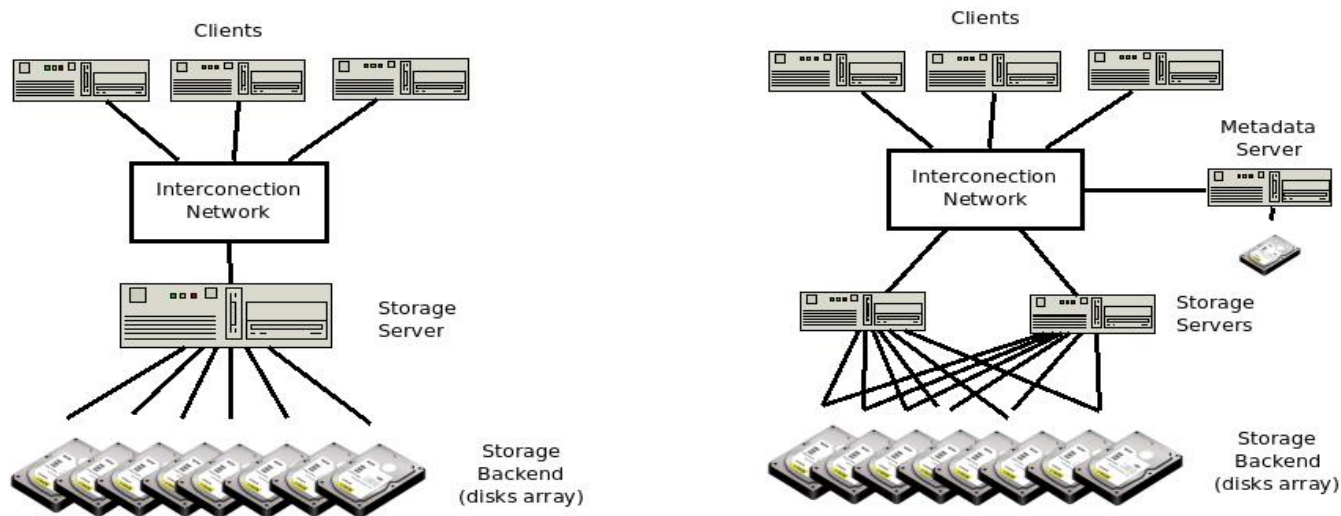 Clients
Interconection
Network
Storage
Server
Storage
Backend
(disks array)
Clients
Metadata
Server
Interconection
Network
Storage
Servers
Storage
Backend
(disks array)